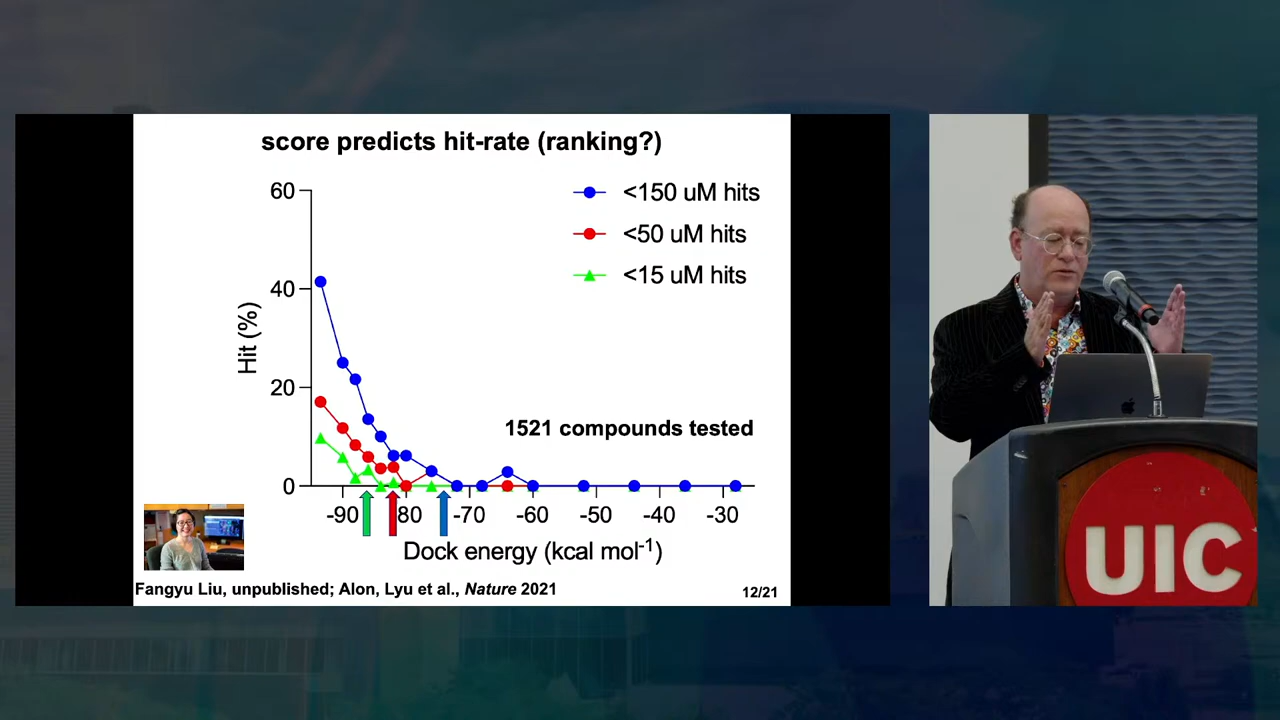 score predicts hit-rate (ranking?)
60
<150 uM hits
<50 uM hits
40
<15 uM hits
Hit (%)
20
1521 compounds tested
0
-90
80
-70
-60
-50
-40
-30
Dock energy (kcal mol-1)
Fangyu Liu, unpublished; Alon, Lyu et al., Nature 2021
12/21
UIC